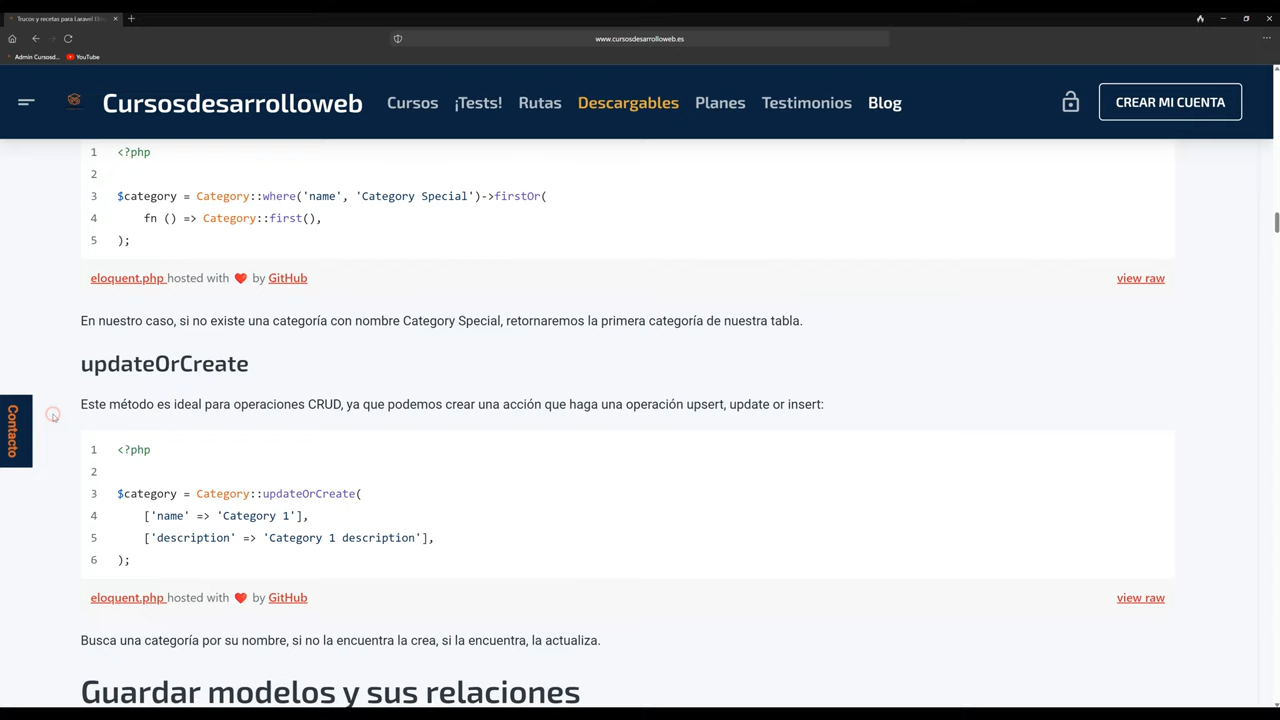 Trucos y recetas para Laravel Elo
www.cursosdesarrolloweb.es
Admin Cursosd...
YouTube
Cursosdesarrolloweb
Cursos
¡Tests!
Rutas
Descargables
Planes
Testimonios
Blog
CREAR MI CUENTA
1 <?php
2
3 $category = Category::where('name', 'Category Special')->firstOr(
4 fn () => Category::first(),
5 );
eloquent.php hosted with ❤ by GitHub
view raw
En nuestro caso, si no existe una categoría con nombre Category Special, retornaremos la primera categoría de nuestra tabla.
updateOrCreate
Contacto
Este método es ideal para operaciones CRUD, ya que podemos crear una acción que haga una operación upsert, update or insert:
1 <?php
2
3 $category = Category::updateOrCreate(
4 ['name' => 'Category 1'],
5 ['description' => 'Category 1 description'],
6 );
eloquent.php hosted with ❤ by GitHub
view raw
Busca una categoría por su nombre, si no la encuentra la crea, si la encuentra, la actualiza.
Guardar modelos y sus relaciones